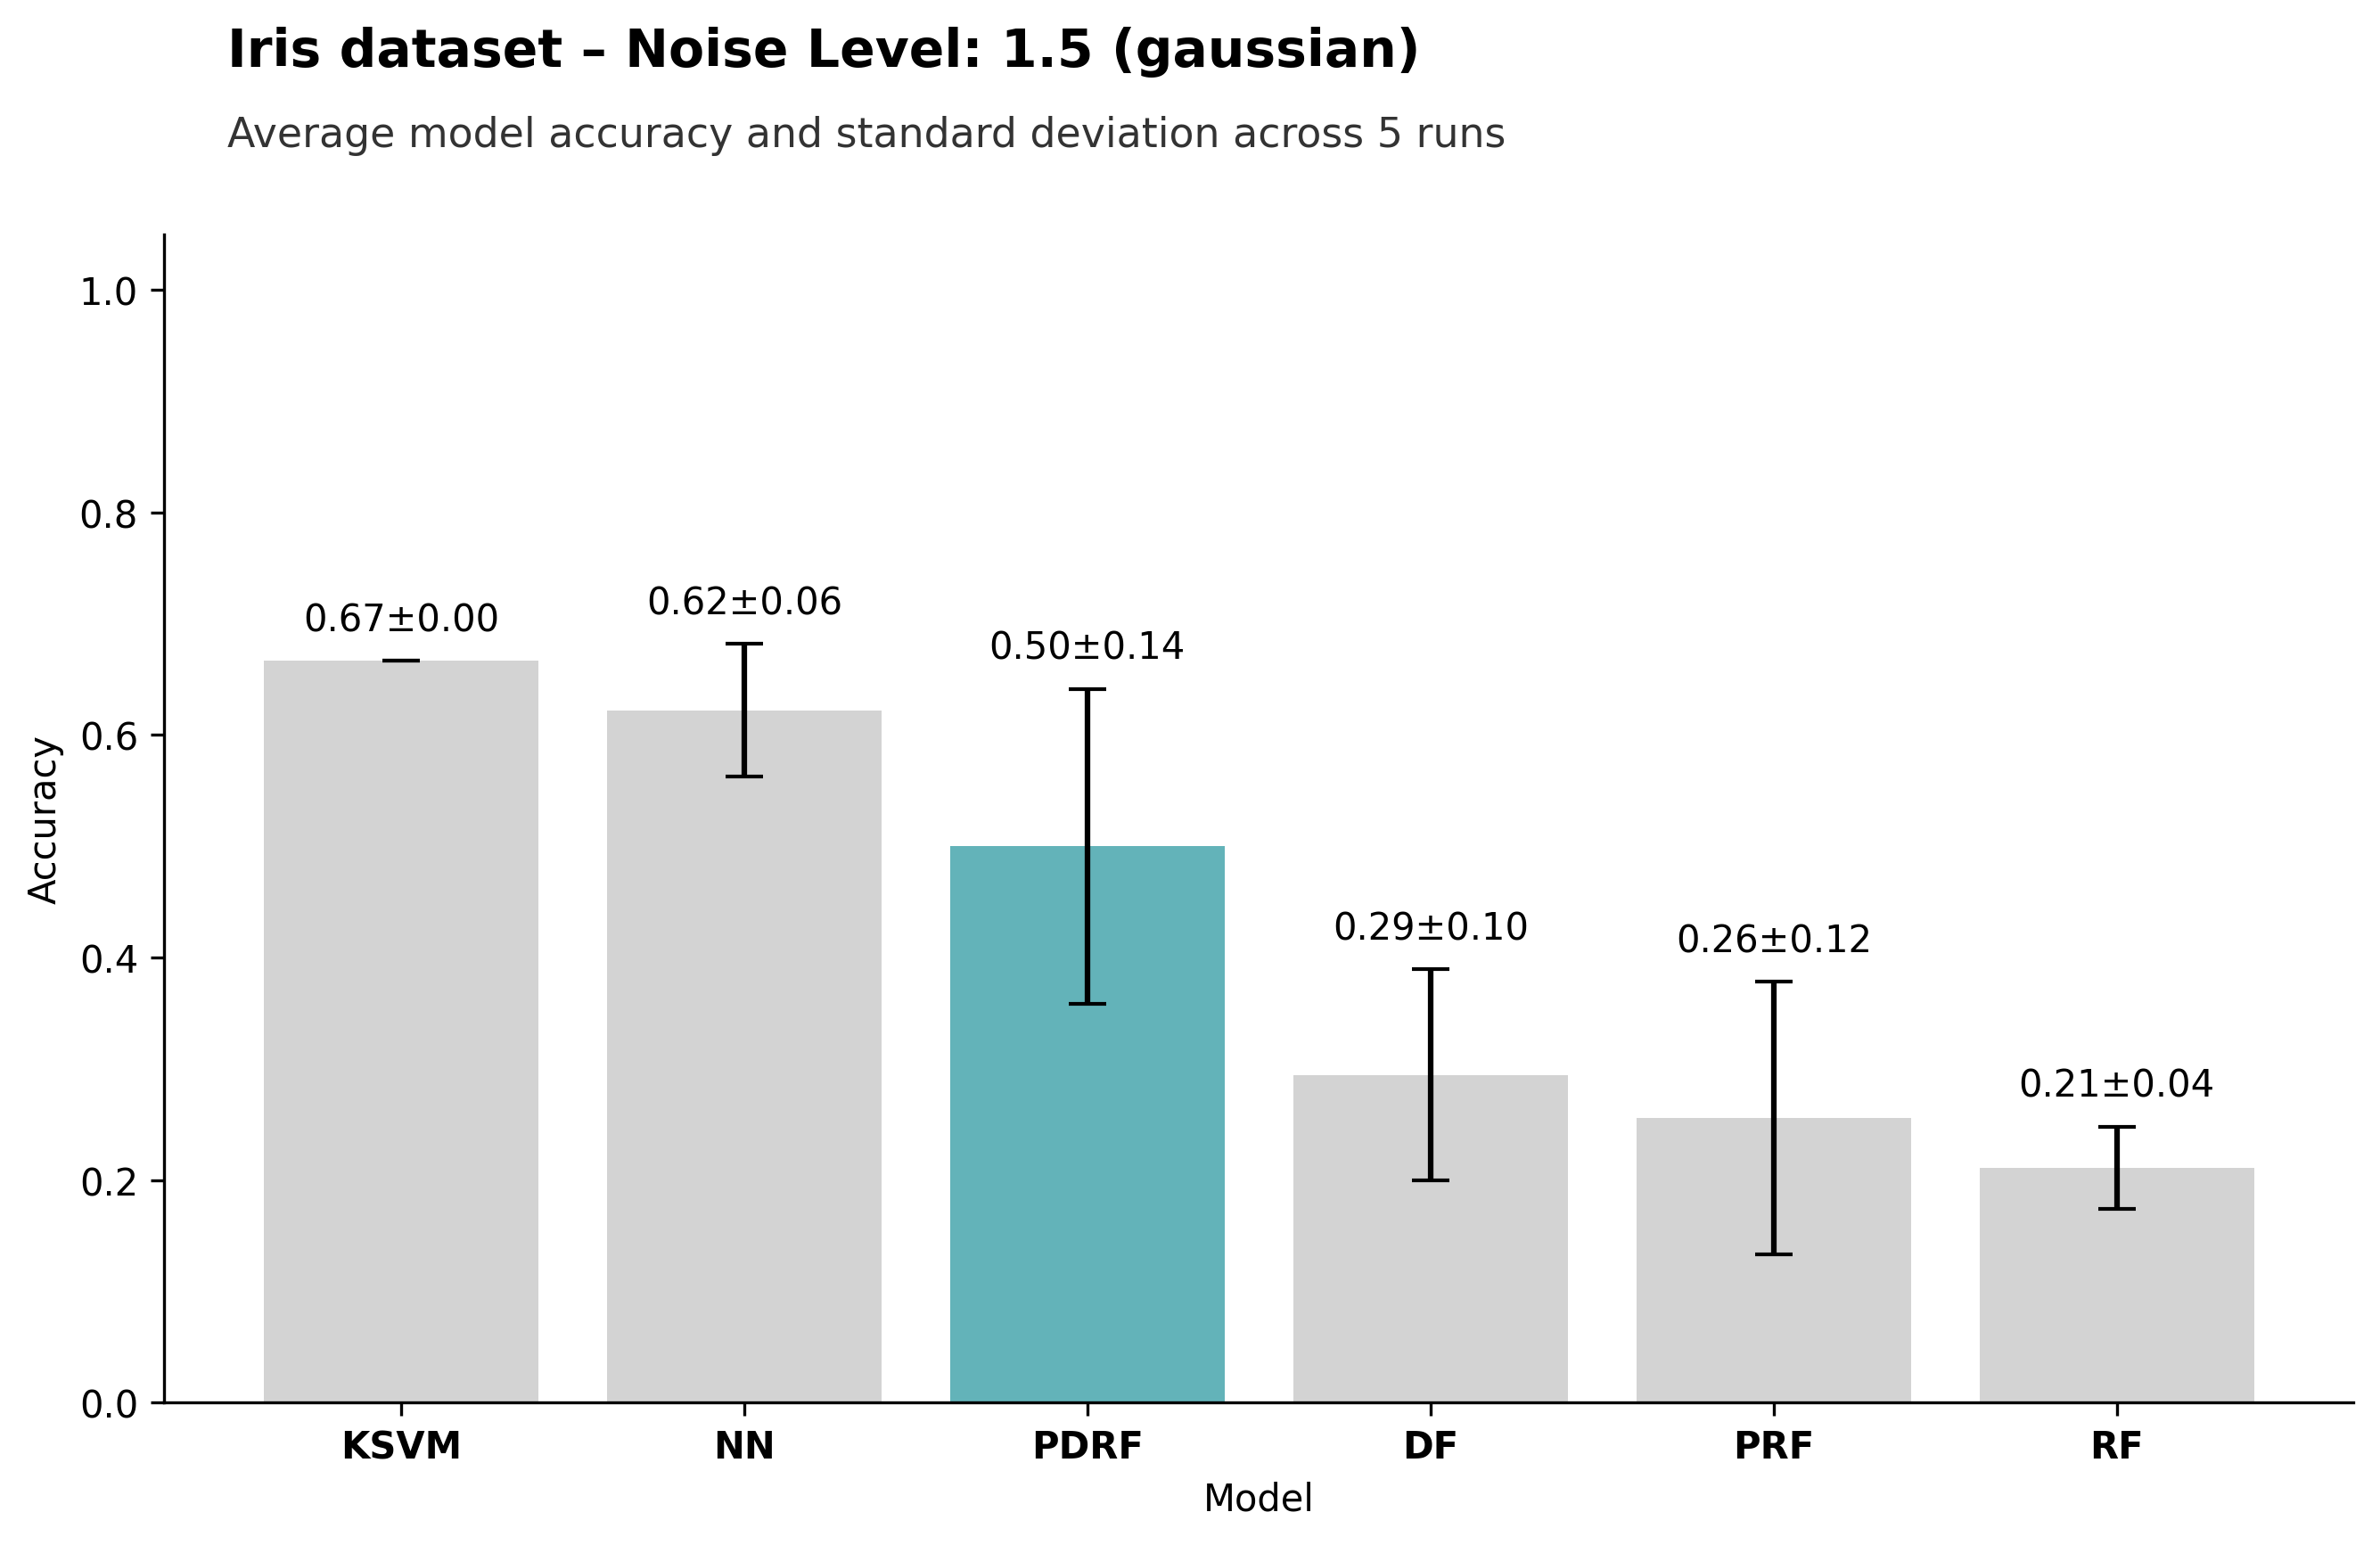 Iris dataset – Noise Level: 1.5 (gaussian)
Average model accuracy and standard deviation across 5 runs
Accuracy
1.0
0.8
0.6
0.4
0.2
0.0
0.67±0.00
0.62±0.06
0.50±0.14
0.29±0.10
0.26±0.12
0.21±0.04
KSVM NN PDRF DF PRF RF
Model